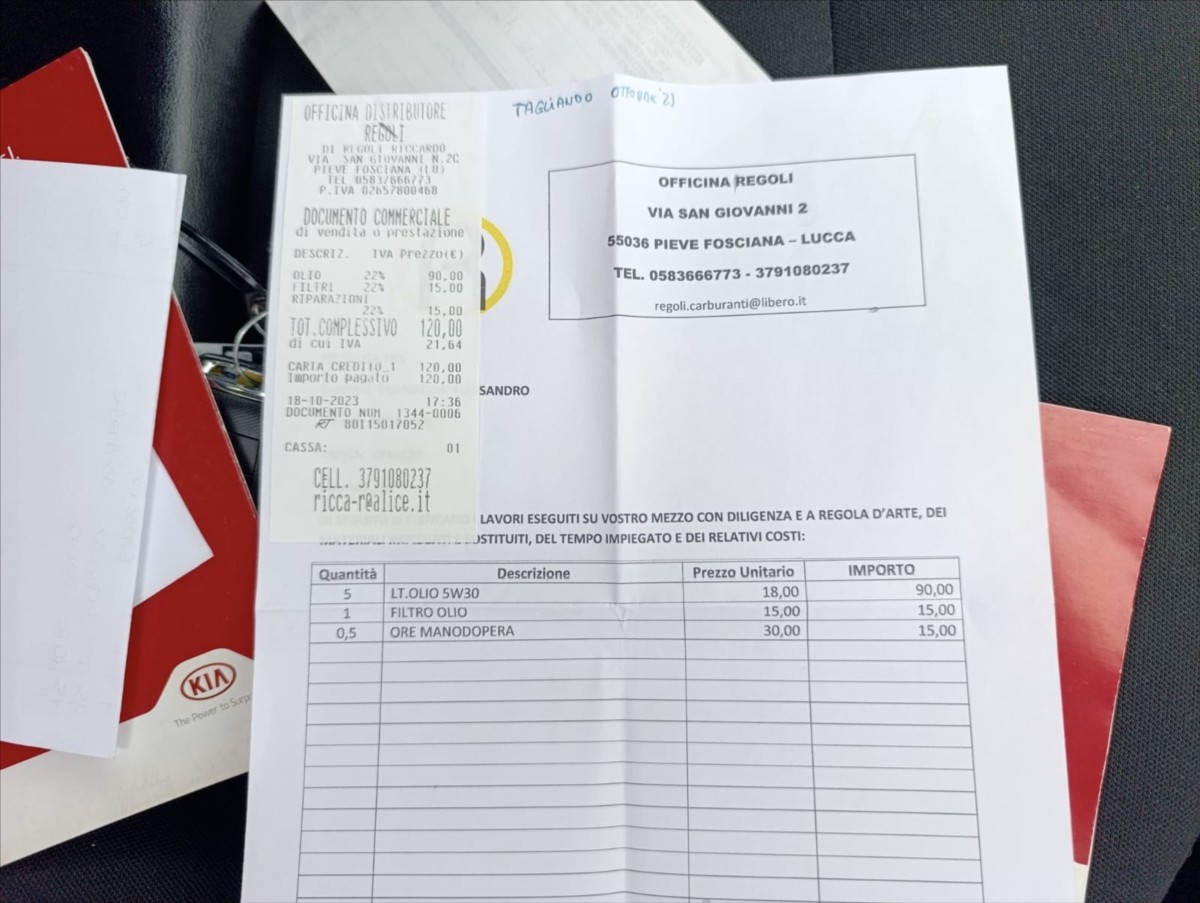 TAGLIANDO OTTOBRE '23
OFFICINA DISTRIBUTORE
REGOLI
DI REGOLI RICCARDO
VIA SAN GIOVANNI N.2C
PIEVE FOSCIANA (LU)
TEL 0583/666773
P.IVA 02657800468
DOCUMENTO COMMERCIALE
di vendita o prestazione
DESCRIZ. IVA Prezzo(€)
OLIO 22% 90,00
FILTRI 22% 15,00
RIPARAZIONI
22% 15,00
TOT.COMPLESSIVO 120,00
di cui IVA 21,64
CARTA CREDITO_1 120,00
Importo pagato 120,00
18-10-2023 17:36
DOCUMENTO NUM 1344-0006
RT 80I15017052
CASSA: 01
CELL. 3791080237
ricca-r@alice.it
OFFICINA REGOLI
VIA SAN GIOVANNI 2
55036 PIEVE FOSCIANA – LUCCA
TEL. 0583666773 - 3791080237
regoli.carburanti@libero.it
SANDRO
LAVORI ESEGUITI SU VOSTRO MEZZO CON DILIGENZA E A REGOLA D'ARTE, DEI
SOSTITUITI, DEL TEMPO IMPIEGATO E DEI RELATIVI COSTI:
Quantità Descrizione Prezzo Unitario IMPORTO
5 LT.OLIO 5W30 18,00 90,00
1 FILTRO OLIO 15,00 15,00
0,5 ORE MANODOPERA 30,00 15,00
KIA
The Power to Surp